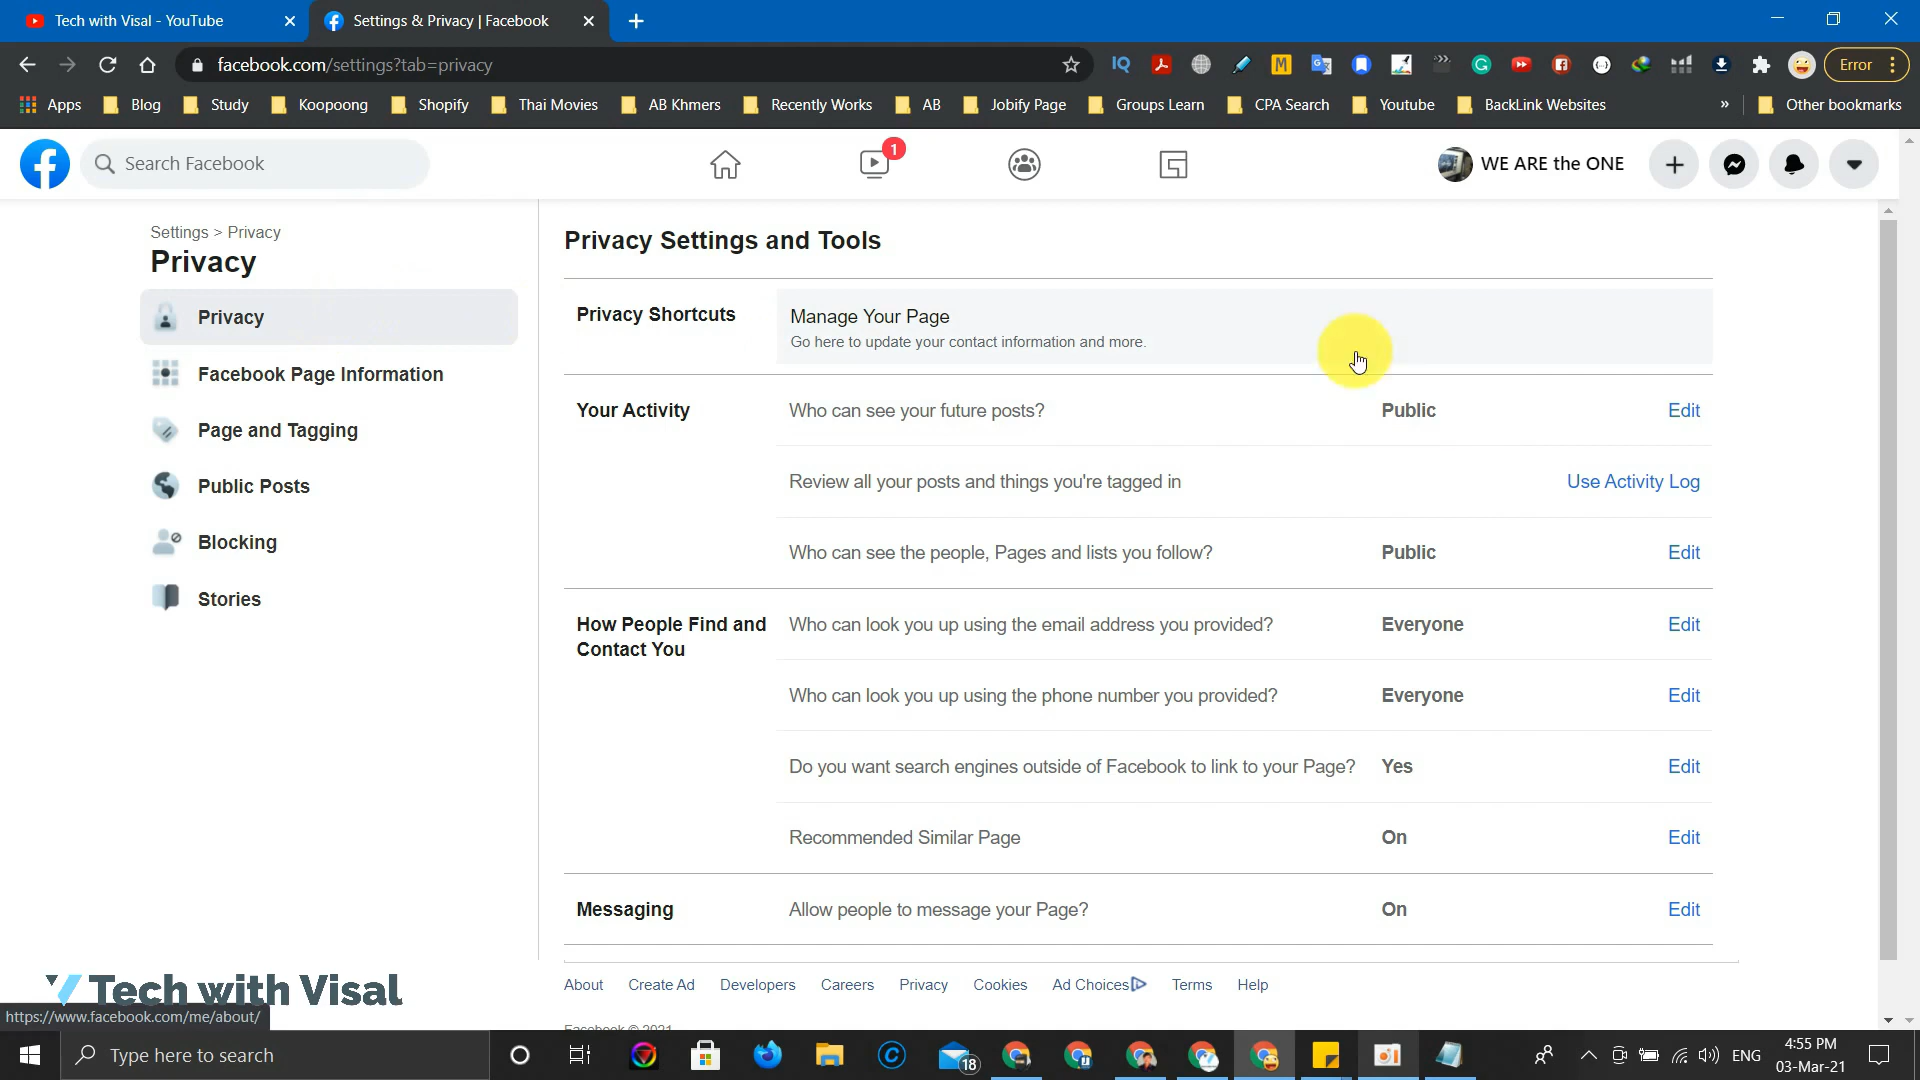 Tech with Visal - YouTube
Settings & Privacy | Facebook
facebook.com/settings?tab=privacy
Error
Apps
Blog
Study
Koopoong
Shopify
Thai Movies
AB Khmers
Recently Works
AB
Jobify Page
Groups Learn
CPA Search
Youtube
BackLink Websites
»
Other bookmarks
Search Facebook
1
WE ARE the ONE
Settings > Privacy
Privacy
Privacy
Facebook Page Information
Page and Tagging
Public Posts
Blocking
Stories
Privacy Settings and Tools
Privacy Shortcuts
Manage Your Page
Go here to update your contact information and more.
Your Activity
Who can see your future posts?
Public
Edit
Review all your posts and things you're tagged in
Use Activity Log
Who can see the people, Pages and lists you follow?
Public
Edit
How People Find and
Contact You
Who can look you up using the email address you provided?
Everyone
Edit
Who can look you up using the phone number you provided?
Everyone
Edit
Do you want search engines outside of Facebook to link to your Page?
Yes
Edit
Recommended Similar Page
On
Edit
Messaging
Allow people to message your Page?
On
Edit
About
Create Ad
Developers
Careers
Privacy
Cookies
Ad Choices
Terms
Help
Facebook © 2021
Tech with Visal
https://www.facebook.com/me/about/
Type here to search
18
ENG
4:55 PM
03-Mar-21